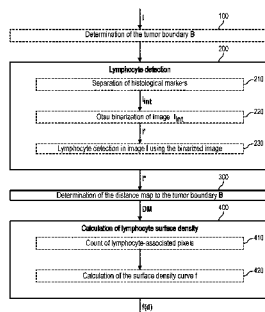 I
100
Determination of the tumor boundary B
200
Lymphocyte detection
Separation of histological markers
210
Iint
Otsu binarization of image Iint
220
I'
Lymphocyte detection in image I using the binarized image
230
I*
300
Determination of the distance map to the tumor boundary B
DM
400
Calculation of lymphocyte surface density
Count of lymphocyte-associated pixels
410
Calculation of the surface density curve f
420
f(d)